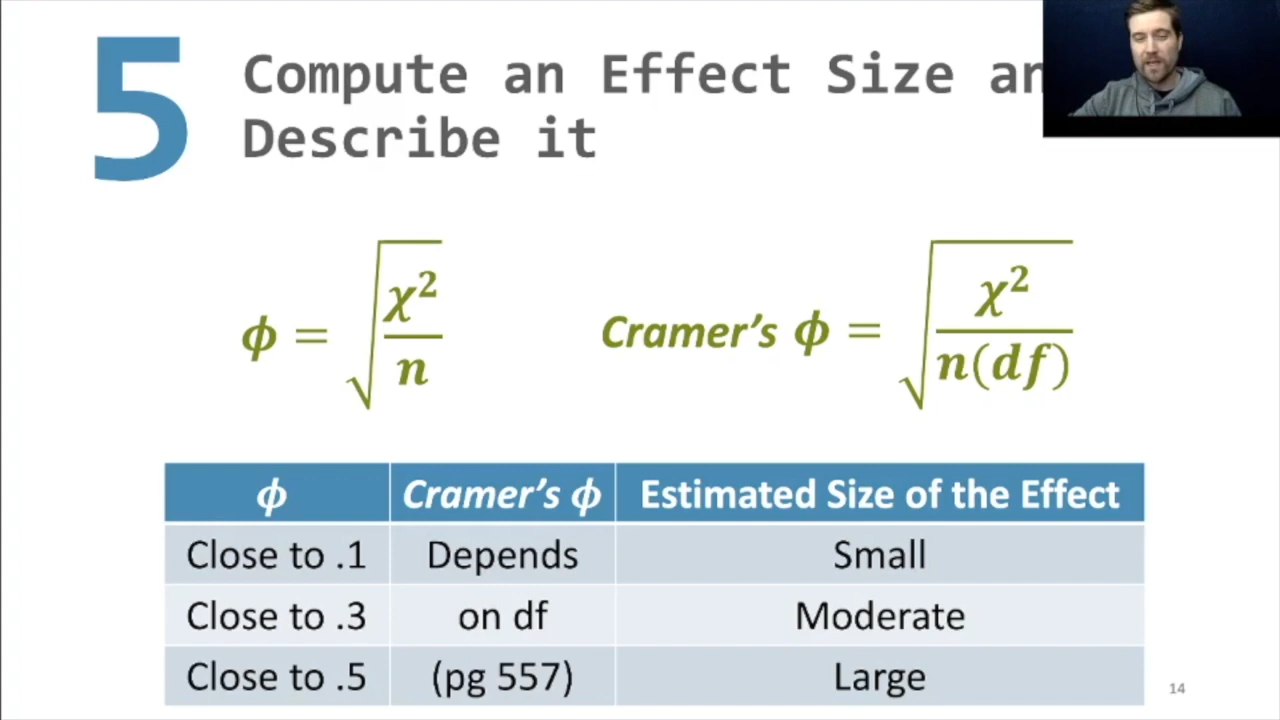 5
Compute an Effect Size an
Describe it
ϕ = √(χ²/n)
Cramer's ϕ = √(χ²/n(df))
ϕ Cramer's ϕ Estimated Size of the Effect
Close to .1 Depends Small
Close to .3 on df Moderate
Close to .5 (pg 557) Large
14